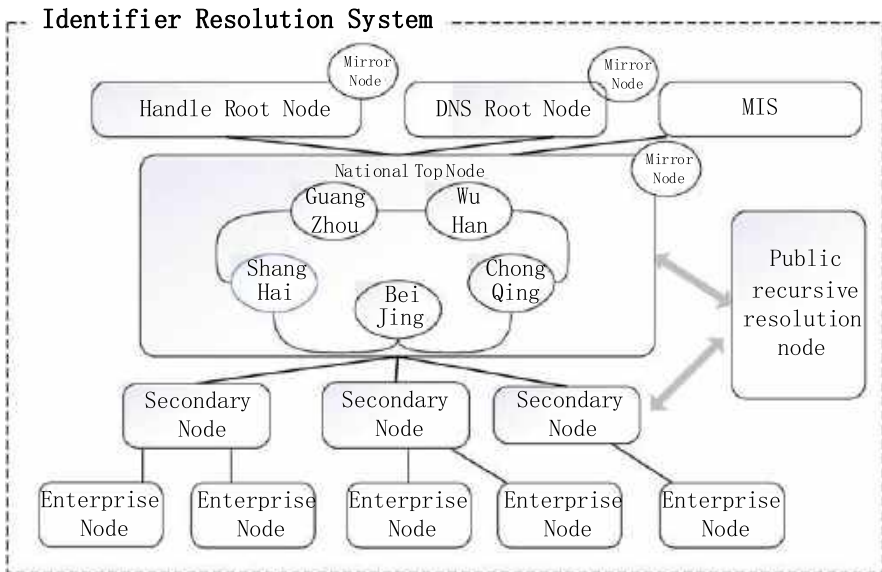 Identifier Resolution System
Mirror
Node
Mirror
Node
Handle Root Node
DNS Root Node
MIS
National Top Node
Mirror
Node
Guang
Zhou
Wu
Han
Shang
Hai
Chong
Qing
Bei
Jing
Public
recursive
resolution
node
Secondary
Node
Secondary
Node
Secondary
Node
Enterprise
Node
Enterprise
Node
Enterprise
Node
Enterprise
Node
Enterprise
Node